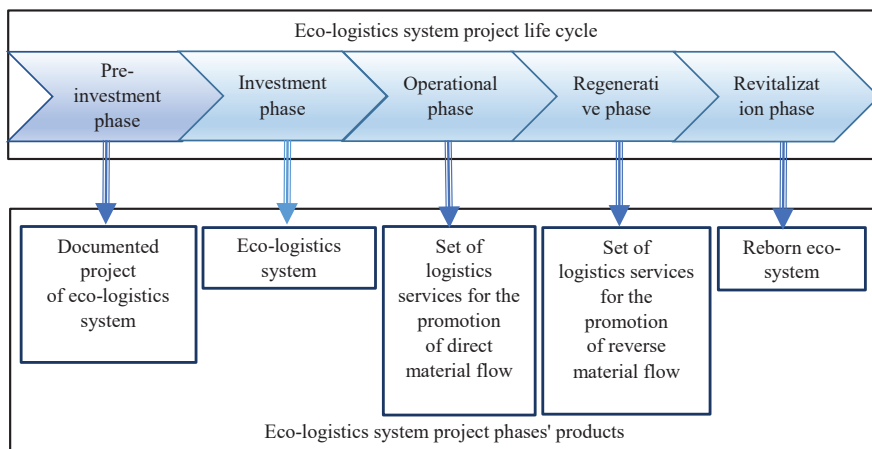 Eco-logistics system project life cycle
Pre-
investment
phase
Investment
phase
Operational
phase
Regenerati
ve phase
Revitalizat
ion phase
Documented
project
of eco-logistics
system
Eco-logistics
system
Set of
logistics
services for the
promotion
of direct
material flow
Set of
logistics services
for the
promotion
of reverse
material flow
Reborn eco-
system
Eco-logistics system project phases' products